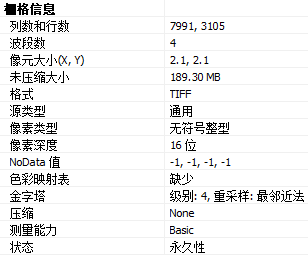 栅格信息
列数和行数 7991, 3105
波段数 4
像元大小(X, Y) 2.1, 2.1
未压缩大小 189.30 MB
格式 TIFF
源类型 通用
像素类型 无符号整型
像素深度 16 位
NoData 值 -1, -1, -1, -1
色彩映射表 缺少
金字塔 级别: 4, 重采样: 最邻近法
压缩 None
测量能力 Basic
状态 永久性